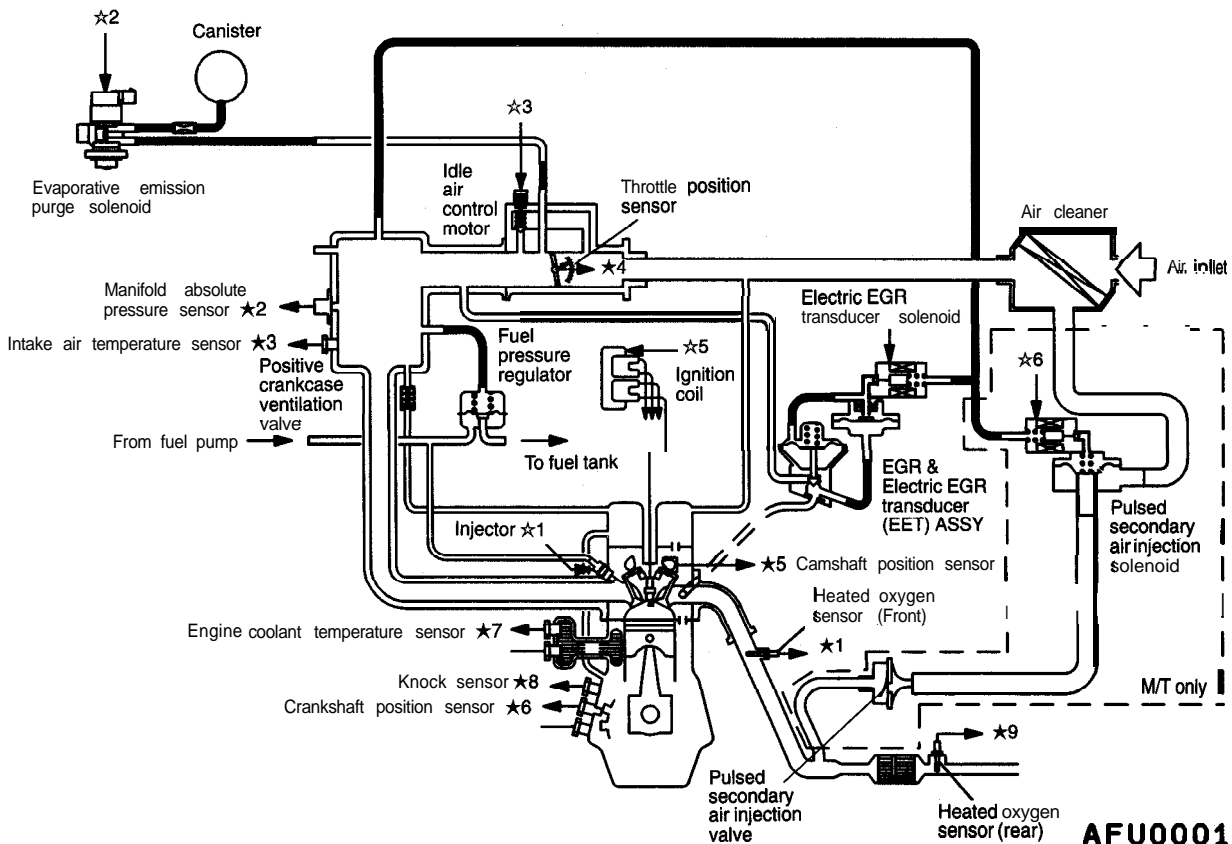 ☆2
Canister
Evaporative emission
purge solenoid
☆3
Idle
air
control
motor
Throttle position
sensor
★4
Air cleaner
Air inlet
Manifold absolute
pressure sensor ★2
Intake air temperature sensor ★3
Positive
crankcase
ventilation
valve
Fuel
pressure
regulator
☆5
Ignition
coil
Electric EGR
transducer solenoid
☆6
From fuel pump
To fuel tank
EGR &
Electric EGR
transducer
(EET) ASSY
Pulsed
secondary
air injection
solenoid
Injector ☆1
★5 Camshaft position sensor
Heated oxygen
sensor (Front)
★1
Engine coolant temperature sensor ★7
Knock sensor ★8
Crankshaft position sensor ★6
M/T only
★9
Pulsed
secondary
air injection
valve
Heated oxygen
sensor (rear)
AFU0001